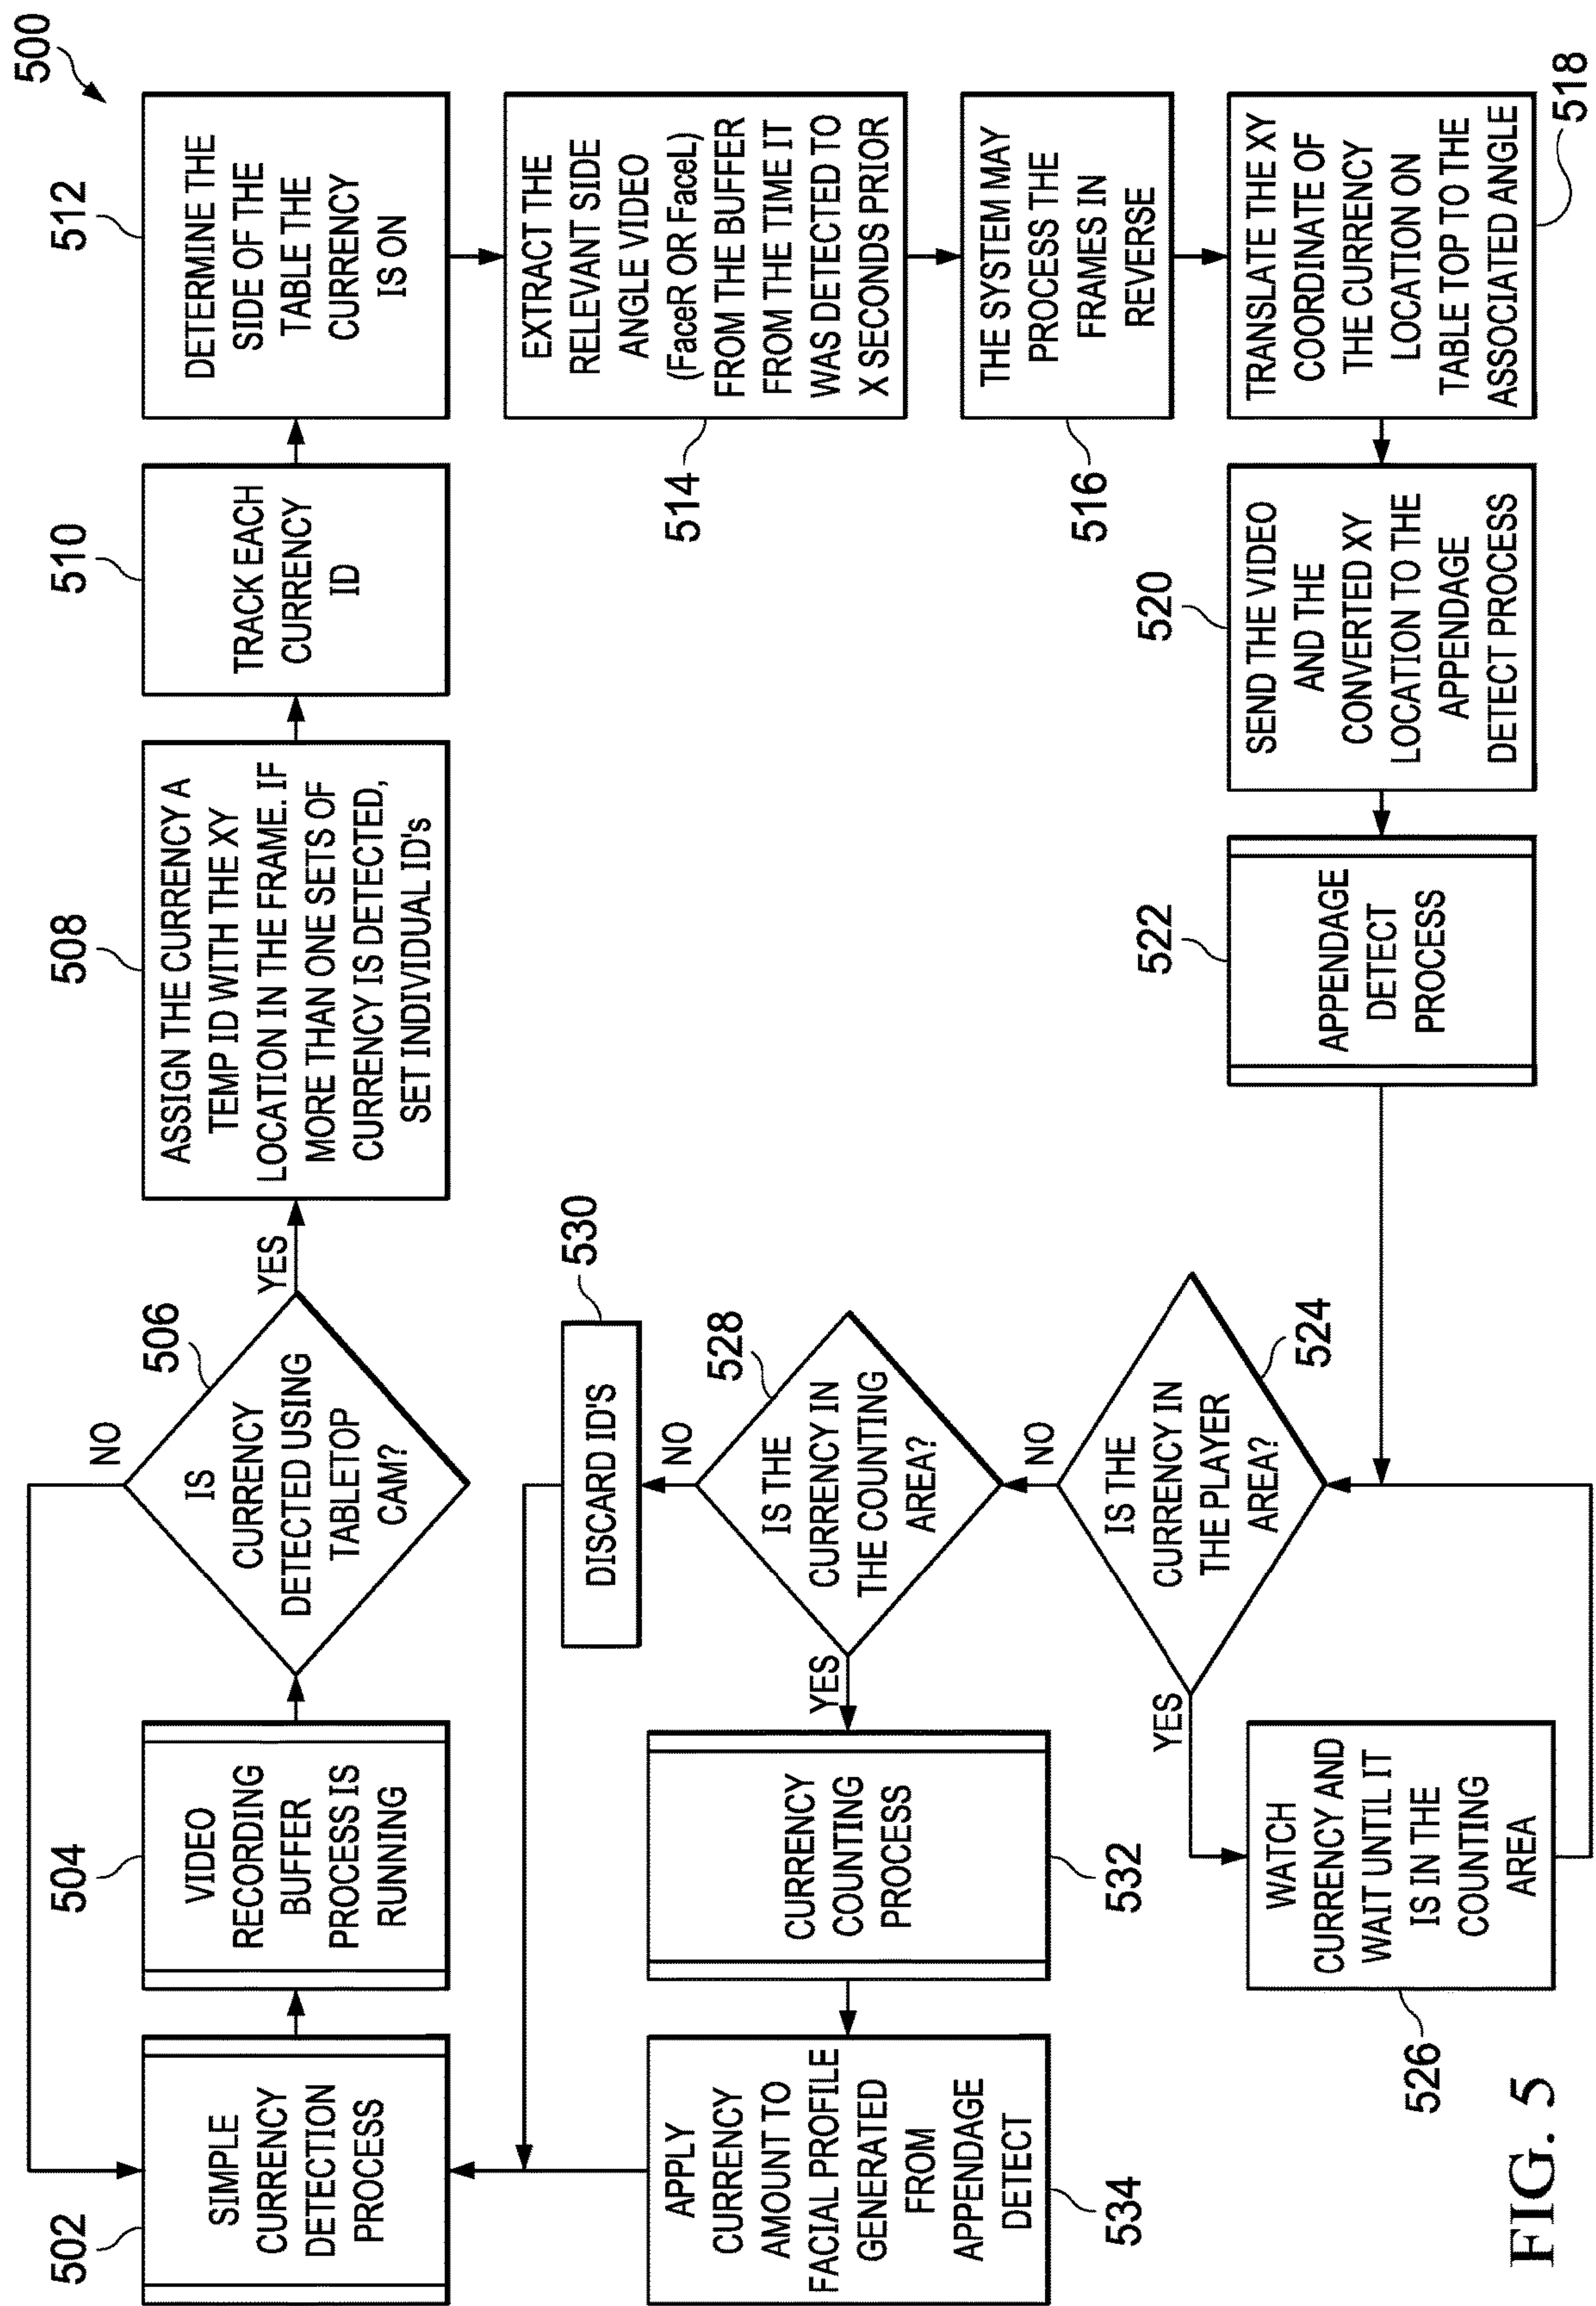 500
502
SIMPLE
CURRENCY
DETECTION
PROCESS
504
VIDEO
RECORDING
BUFFER
PROCESS IS
RUNNING
506
IS
CURRENCY
DETECTED USING
TABLETOP
CAM?
NO
YES
508
ASSIGN THE CURRENCY A
TEMP ID WITH THE XY
LOCATION IN THE FRAME. IF
MORE THAN ONE SETS OF
CURRENCY IS DETECTED,
SET INDIVIDUAL ID's
510
TRACK EACH
CURRENCY
ID
512
DETERMINE THE
SIDE OF THE
TABLE THE
CURRENCY
IS ON
514
EXTRACT THE
RELEVANT SIDE
ANGLE VIDEO
(FaceR OR FaceL)
FROM THE BUFFER
FROM THE TIME IT
WAS DETECTED TO
X SECONDS PRIOR
516
THE SYSTEM MAY
PROCESS THE
FRAMES IN
REVERSE
518
TRANSLATE THE XY
COORDINATE OF
THE CURRENCY
LOCATION ON
TABLE TOP TO THE
ASSOCIATED ANGLE
520
SEND THE VIDEO
AND THE
CONVERTED XY
LOCATION TO THE
APPENDAGE
DETECT PROCESS
522
APPENDAGE
DETECT
PROCESS
524
IS THE
CURRENCY IN
THE PLAYER
AREA?
YES
NO
526
WATCH
CURRENCY AND
WAIT UNTIL IT
IS IN THE
COUNTING
AREA
528
IS THE
CURRENCY IN
THE COUNTING
AREA?
NO
YES
530
DISCARD ID'S
532
CURRENCY
COUNTING
PROCESS
534
APPLY
CURRENCY
AMOUNT TO
FACIAL PROFILE
GENERATED
FROM
APPENDAGE
DETECT
FIG. 5